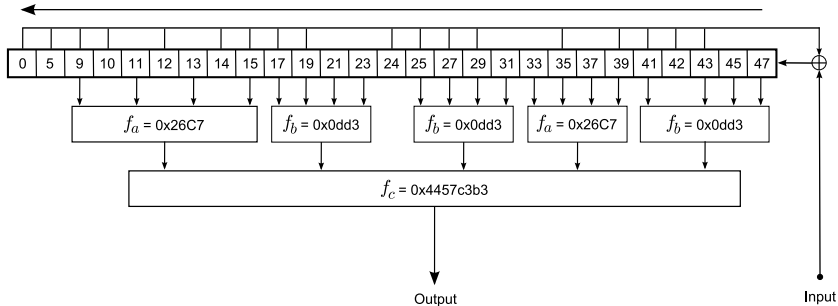 0 5 9 10 11 12 13 14 15 17 19 21 23 24 25 27 29 31 33 35 37 39 41 42 43 45 47
f_a = 0x26C7 f_b = 0x0dd3 f_b = 0x0dd3 f_a = 0x26C7 f_b = 0x0dd3
f_c = 0x4457c3b3
Output Input